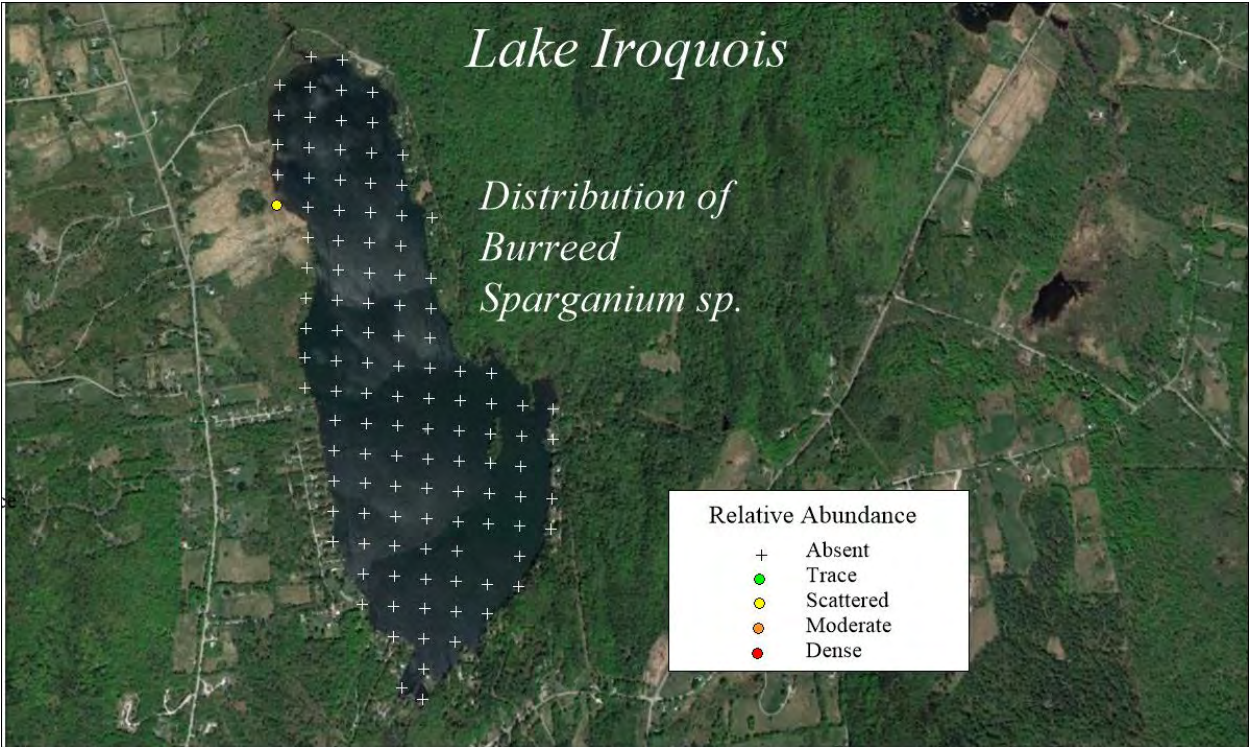 Lake Iroquois
Distribution of
Burreed
Sparganium sp.
Relative Abundance
Absent
Trace
Scattered
Moderate
Dense